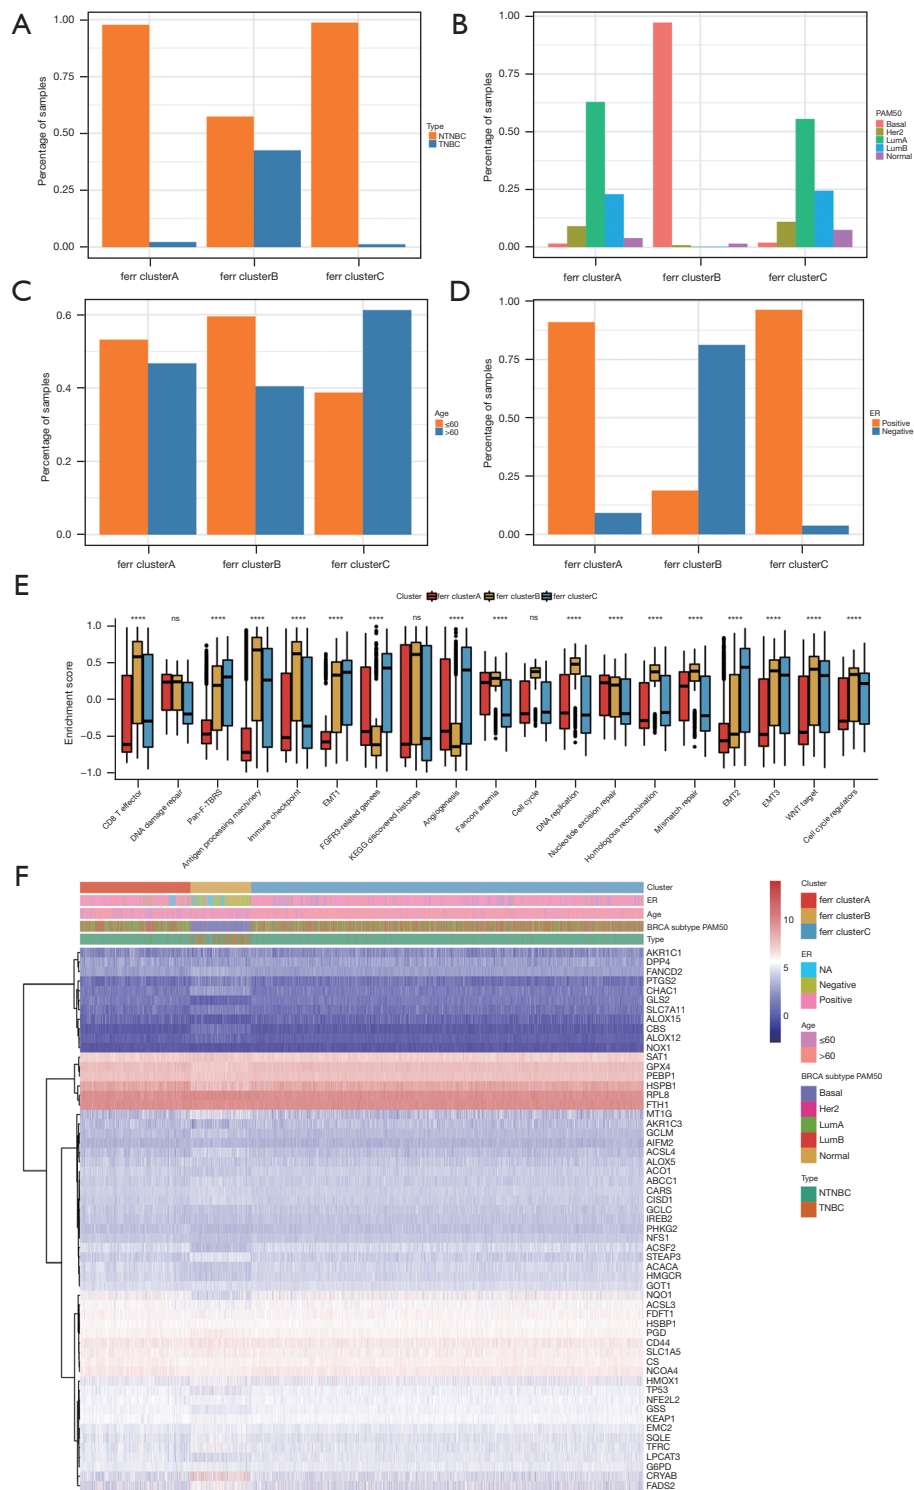 A
1.00
0.75
0.50
0.25
0.00
Percentage of samples
ferr clusterA
ferr clusterB
ferr clusterC
Type
NTNBC
TNBC
B
1.00
0.75
0.50
0.25
0.00
Percentage of samples
ferr clusterA
ferr clusterB
ferr clusterC
PAM50
Basal
Her2
LumA
LumB
Normal
C
0.6
0.4
0.2
0.0
Percentage of samples
ferr clusterA
ferr clusterB
ferr clusterC
Age
≤60
>60
D
1.00
0.75
0.50
0.25
0.00
Percentage of samples
ferr clusterA
ferr clusterB
ferr clusterC
ER
Positive
Negative
E
Cluster ferr clusterA ferr clusterB ferr clusterC
**** ns **** **** **** **** **** ns **** **** ns **** **** **** **** **** **** **** ****
1.0
0.5
0.0
−0.5
−1.0
Enrichment score
CD8 T effector
DNA damage repair
Pan-F-TBRS
Antigen processing machinery
Immune checkpoint
EMT1
FGFR3-related genees
KEGG discovered histones
Angiogenesis
Fanconi anemia
Cell cycle
DNA replication
Nucleotide excision repair
Homologous recombination
Mismatch repair
EMT2
EMT3
WNT target
Cell cycle regulators
F
Cluster
ER
Age
BRCA subtype PAM50
Type
AKR1C1
DPP4
FANCD2
PTGS2
CHAC1
GLS2
SLC7A11
ALOX15
CBS
ALOX12
NOX1
SAT1
GPX4
PEBP1
HSPB1
RPL8
FTH1
MT1G
AKR1C3
GCLM
AIFM2
ACSL4
ALOX5
ACO1
ABCC1
CARS
CISD1
GCLC
IREB2
PHKG2
NFS1
ACSF2
STEAP3
ACACA
HMGCR
GOT1
NQO1
ACSL3
FDFT1
HSBP1
PGD
CD44
SLC1A5
CS
NCOA4
HMOX1
TP53
NFE2L2
GSS
KEAP1
EMC2
SQLE
TFRC
LPCAT3
G6PD
CRYAB
FADS2
10
5
0
Cluster
ferr clusterA
ferr clusterB
ferr clusterC
ER
NA
Negative
Positive
Age
≤60
>60
BRCA subtype PAM50
Basal
Her2
LumA
LumB
Normal
Type
NTNBC
TNBC